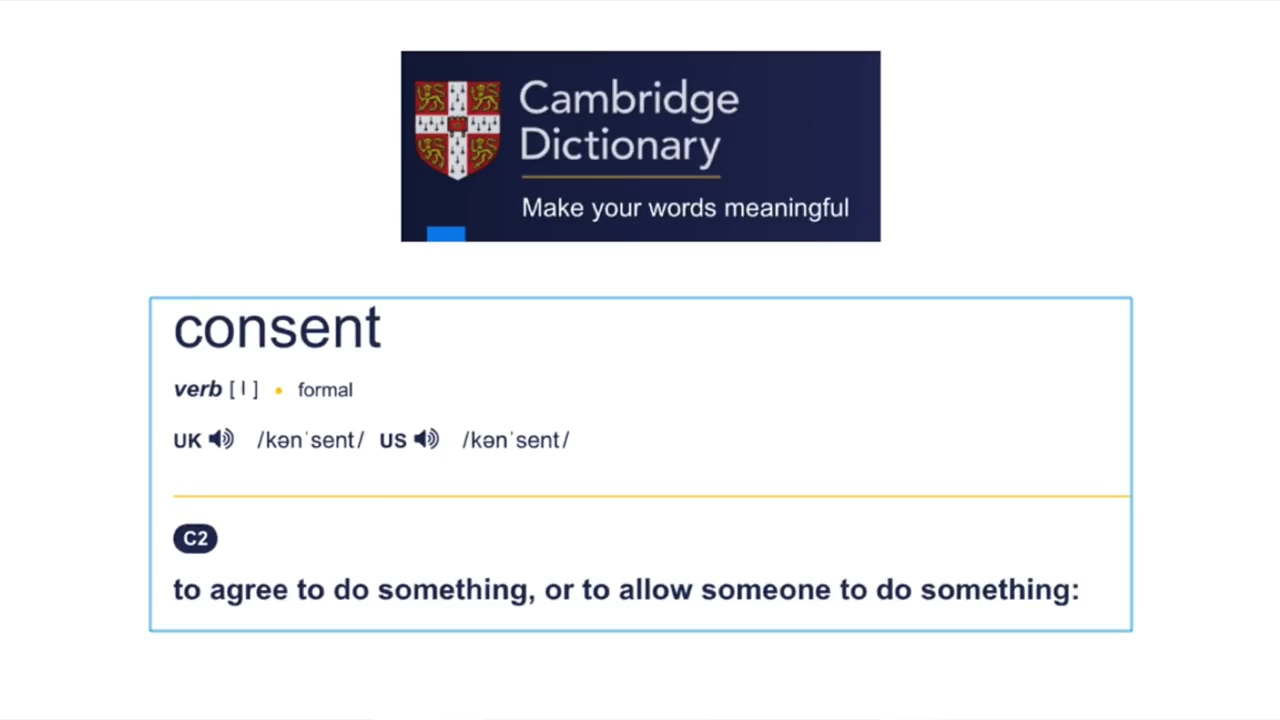 Cambridge
Dictionary
Make your words meaningful
consent
verb [ I ] • formal
UK /kənˈsent/ US /kənˈsent/
C2
to agree to do something, or to allow someone to do something: